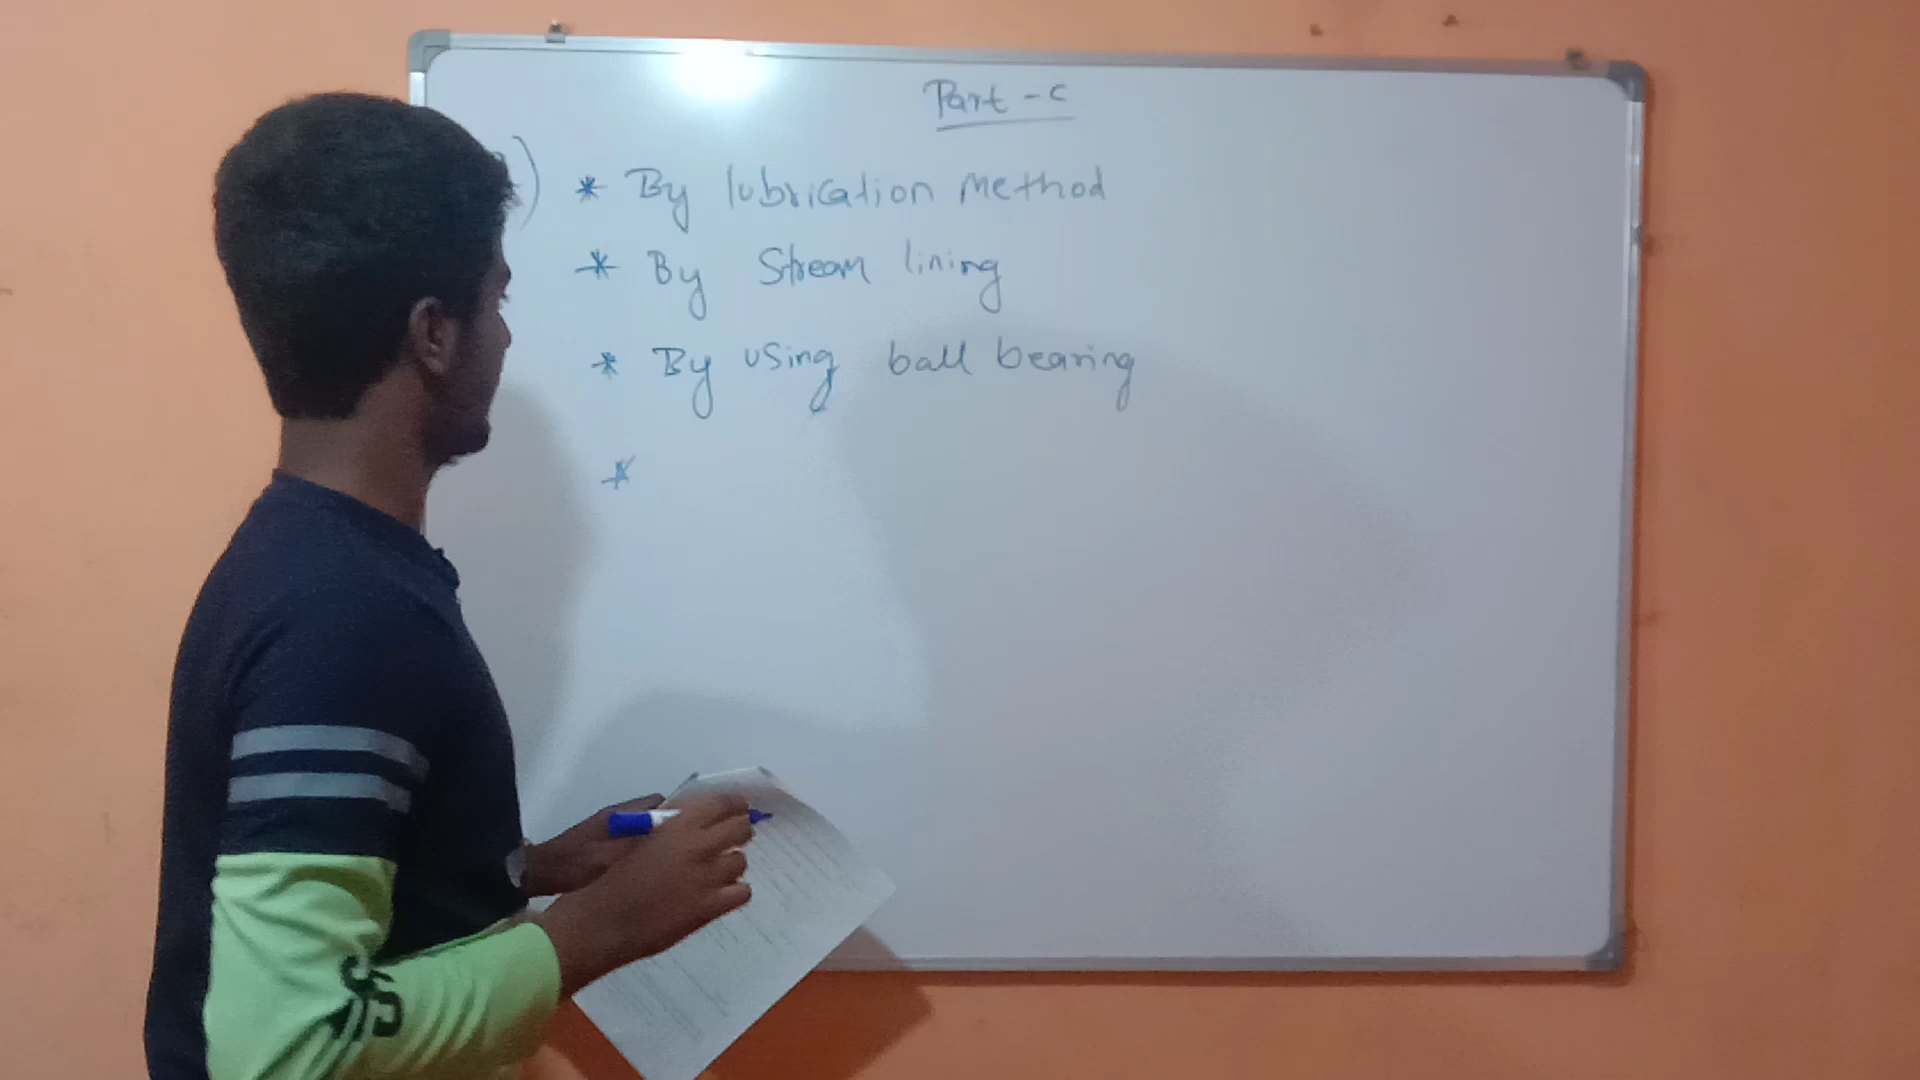 Part - C
* By lubrication Method
* By Stream lining
* By using ball bearing
*